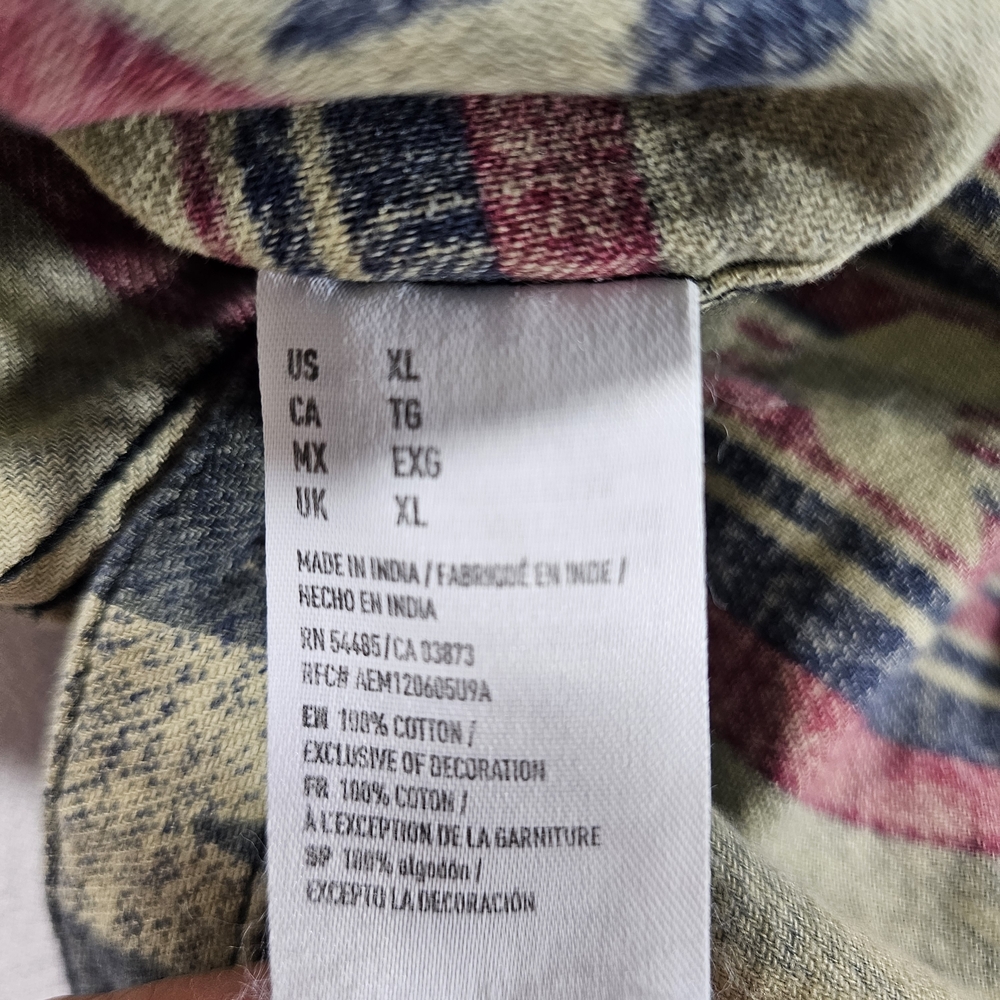 US XL
CA TG
MX EXG
UK XL
MADE IN INDIA / FABRIQUÉ EN INDE /
HECHO EN INDIA
RN 54485/CA 03873
RFC# AEM120605U9A
EN 100% COTTON /
EXCLUSIVE OF DECORATION
FR 100% COTON /
À L'EXCEPTION DE LA GARNITURE
SP 100% algodón /
EXCEPTO LA DECORACIÓN